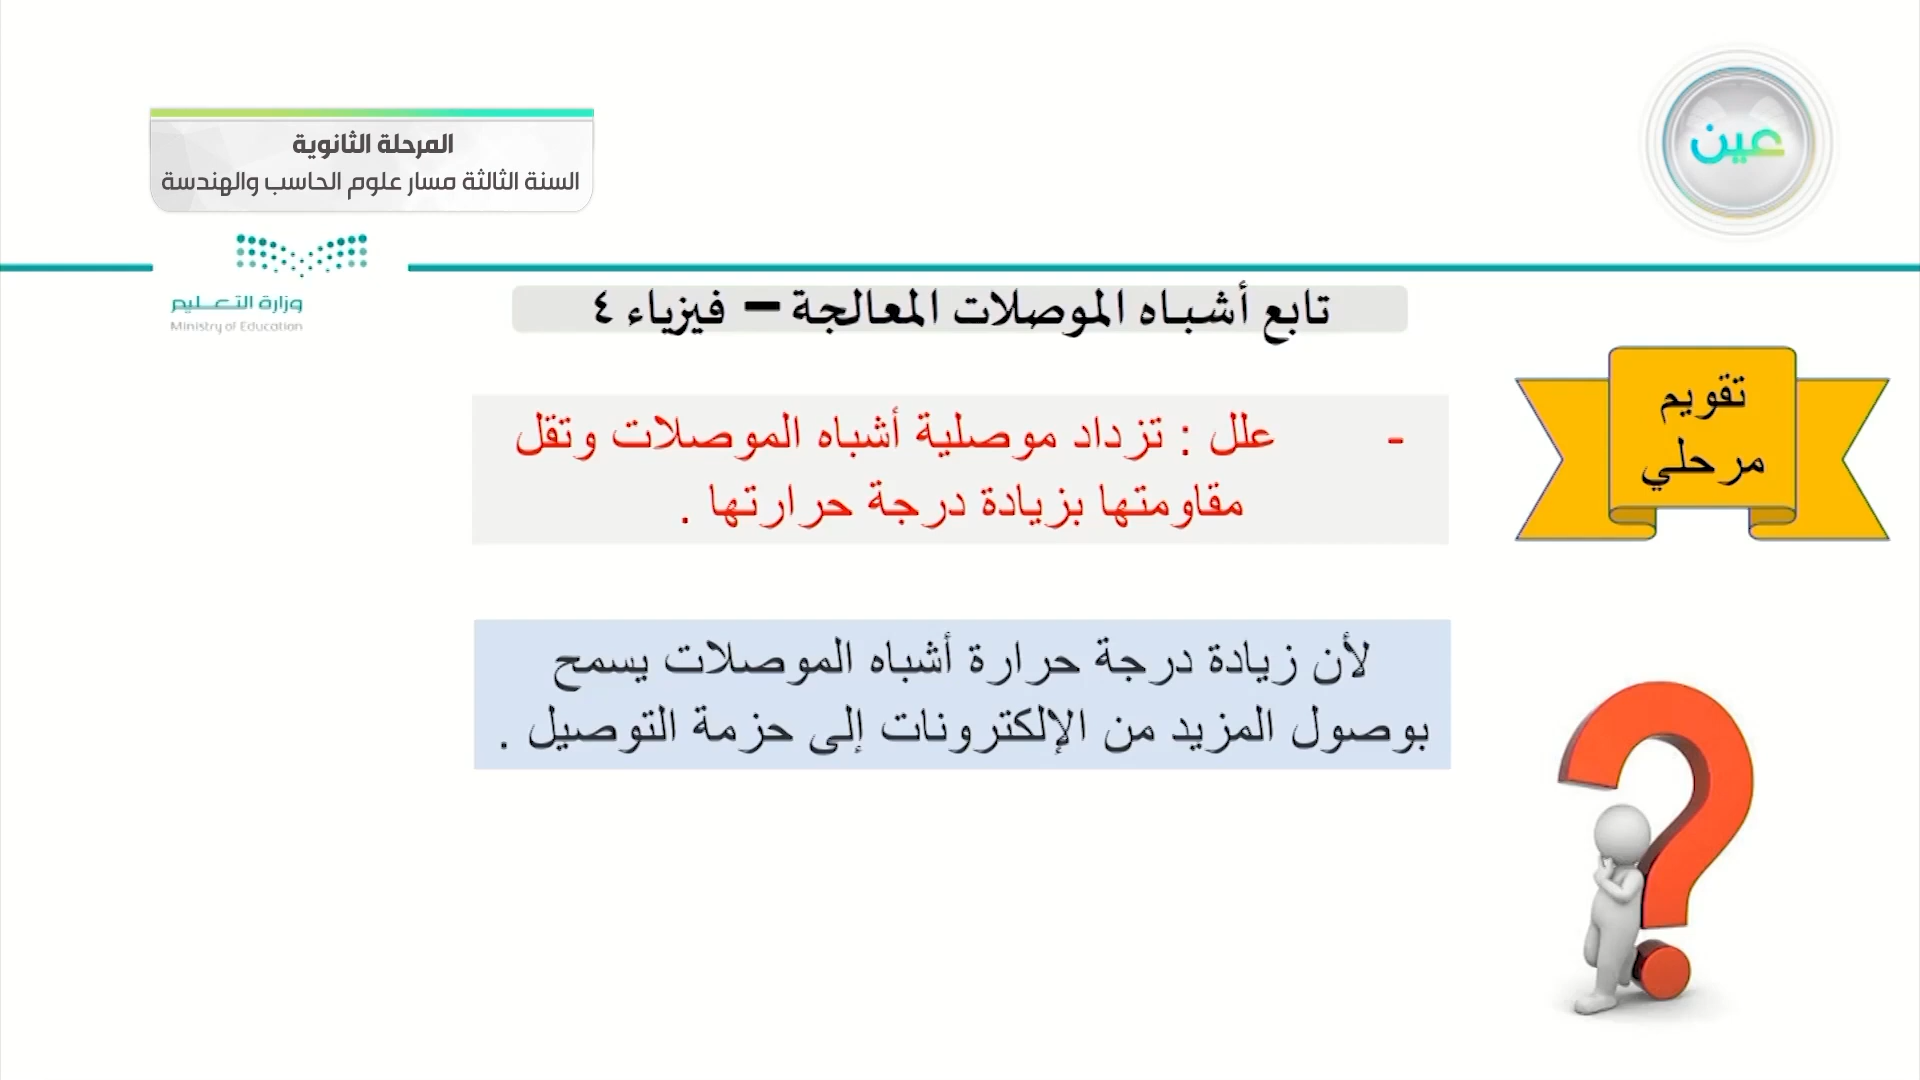 عين
المرحلة الثانوية
السنة الثالثة مسار علوم الحاسب والهندسة
وزارة التعليم
Ministry of Education
تابع أشباه الموصلات المعالجة – فيزياء ٤
تقويم
مرحلي
- علل : تزداد موصلية أشباه الموصلات وتقل
مقاومتها بزيادة درجة حرارتها .
لأن زيادة درجة حرارة أشباه الموصلات يسمح
بوصول المزيد من الإلكترونات إلى حزمة التوصيل .